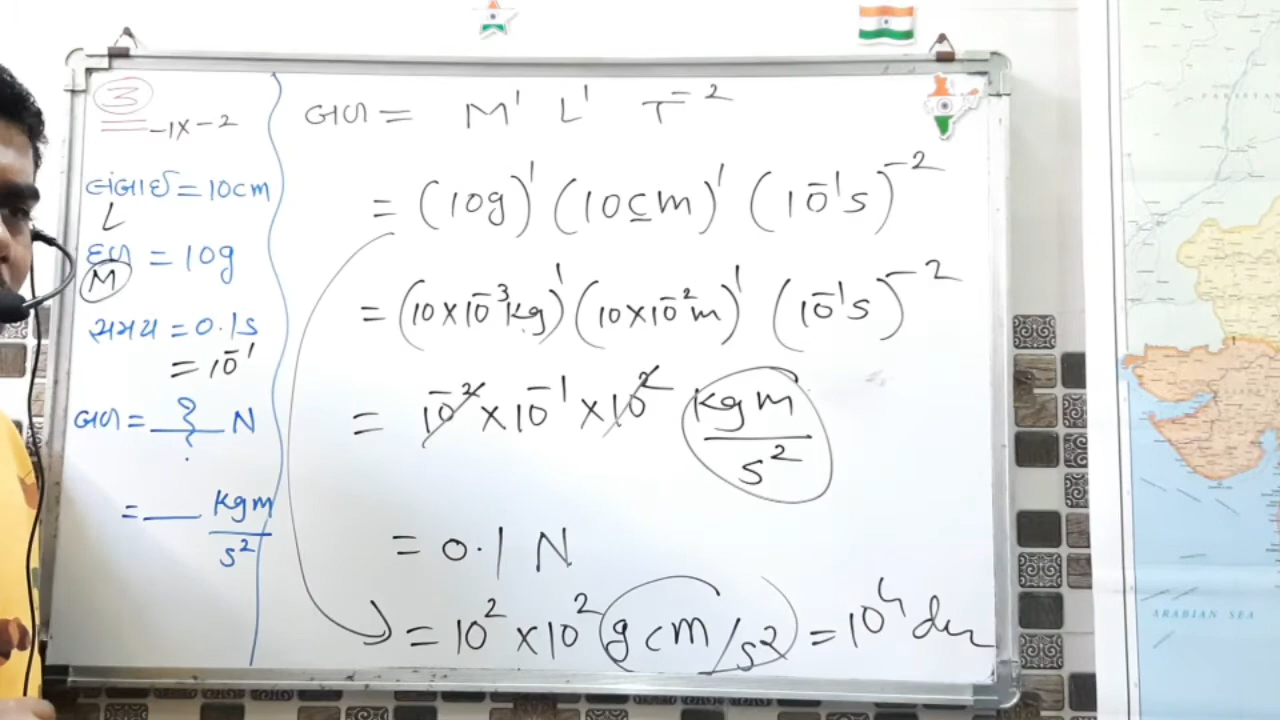 3
-1x-2
લંબાઈ = 10cm
L
દળ = 10g
M
સમય = 0.1s
= 10⁻¹
બળ = ? N
= ___ kgm/s²
બળ = M¹ L¹ T⁻²
= (10g)¹ (10cm)¹ (10⁻¹s)⁻²
= (10×10⁻³kg)¹ (10×10⁻²m)¹ (10⁻¹s)⁻²
= 10⁻² × 10⁻¹ × 10² kgm/s²
= 0.1 N
= 10² × 10² gcm/s² = 10⁴
ARABIAN SEA